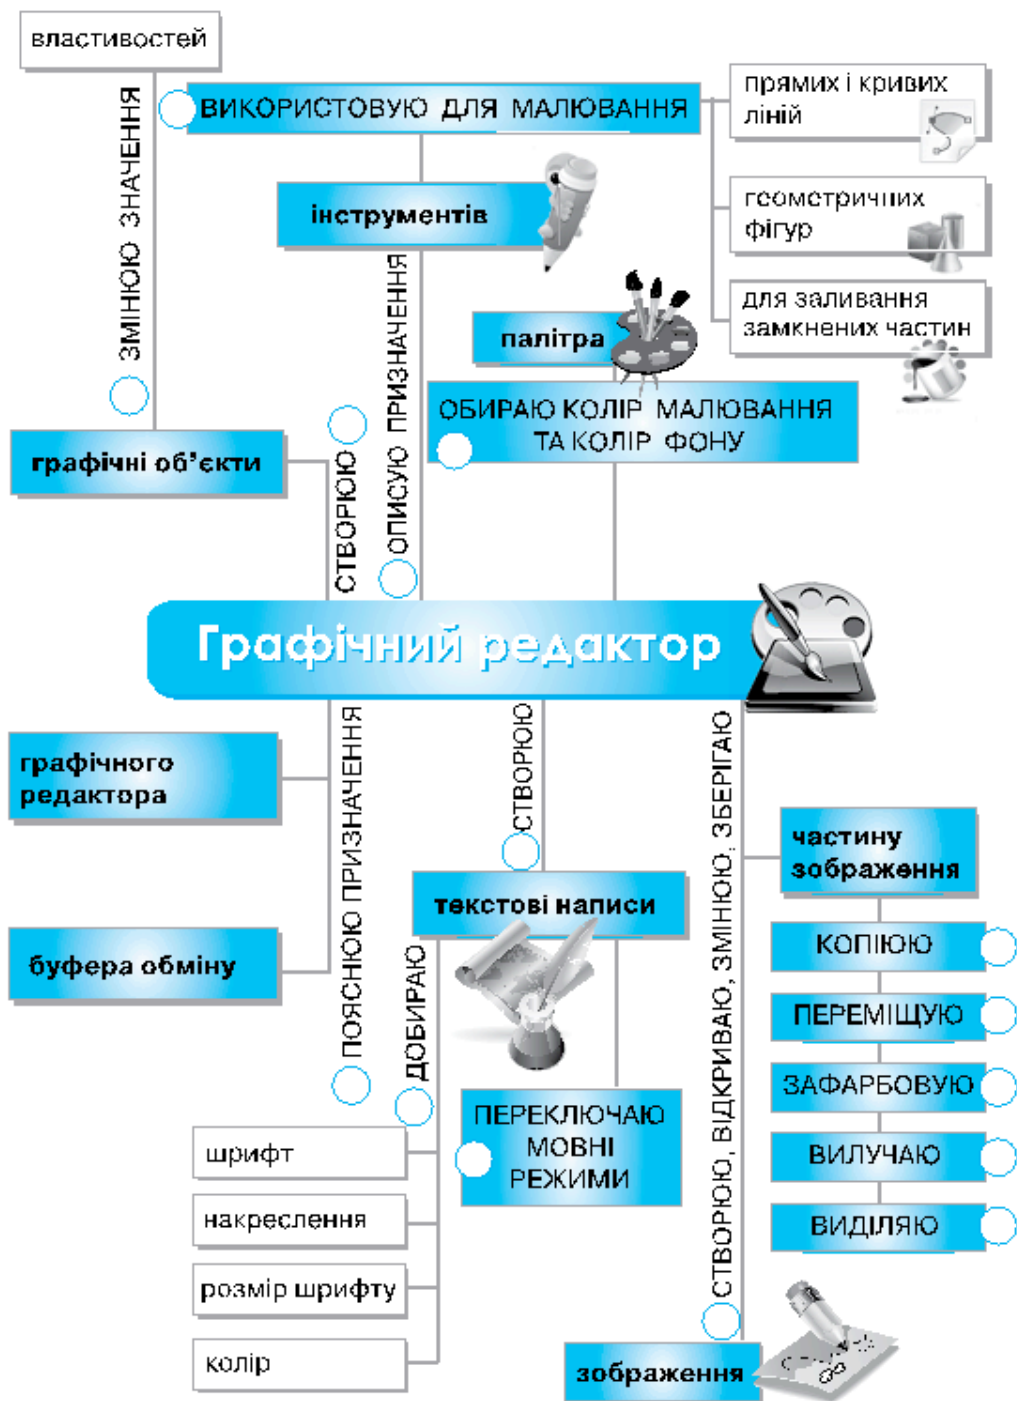 властивостей
ЗМІНЮЮ ЗНАЧЕННЯ
ВИКОРИСТОВУЮ ДЛЯ МАЛЮВАННЯ
прямих і кривих
ліній
геометричних
фігур
для заливання
замкнених частин
інструментів
ОПИСУЮ ПРИЗНАЧЕННЯ
палітра
ОБИРАЮ КОЛІР МАЛЮВАННЯ
ТА КОЛІР ФОНУ
графічні об’єкти
СТВОРЮЮ
Графічний редактор
графічного
редактора
буфера обміну
ПОЯСНЮЮ ПРИЗНАЧЕННЯ
СТВОРЮЮ
текстові написи
ДОБИРАЮ
шрифт
накреслення
розмір шрифту
колір
ПЕРЕКЛЮЧАЮ
МОВНІ
РЕЖИМИ
СТВОРЮЮ, ВІДКРИВАЮ, ЗМІНЮЮ, ЗБЕРІГАЮ
частину
зображення
КОПІЮЮ
ПЕРЕМІЩУЮ
ЗАФАРБОВУЮ
ВИЛУЧАЮ
ВИДІЛЯЮ
зображення